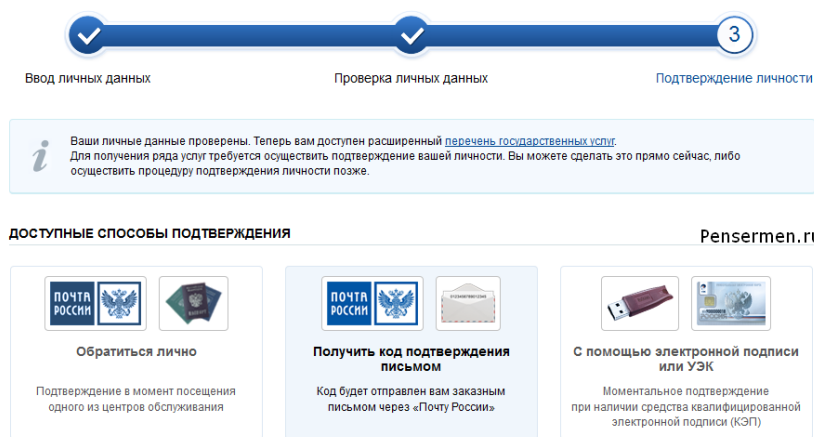 3
Ввод личных данных
Проверка личных данных
Подтверждение личности
Ваши личные данные проверены. Теперь вам доступен расширенный перечень государственных услуг.
Для получения ряда услуг требуется осуществить подтверждение вашей личности. Вы можете сделать это прямо сейчас, либо
осуществить процедуру подтверждения личности позже.
ДОСТУПНЫЕ СПОСОБЫ ПОДТВЕРЖДЕНИЯ
Pensermen.ru
ПОЧТА
РОССИИ
Обратиться лично
Подтверждение в момент посещения
одного из центров обслуживания
ПОЧТА
РОССИИ
Получить код подтверждения
письмом
Код будет отправлен вам заказным
письмом через «Почту России»
С помощью электронной подписи
или УЭК
Моментальное подтверждение
при наличии средства квалифицированной
электронной подписи (КЭП)